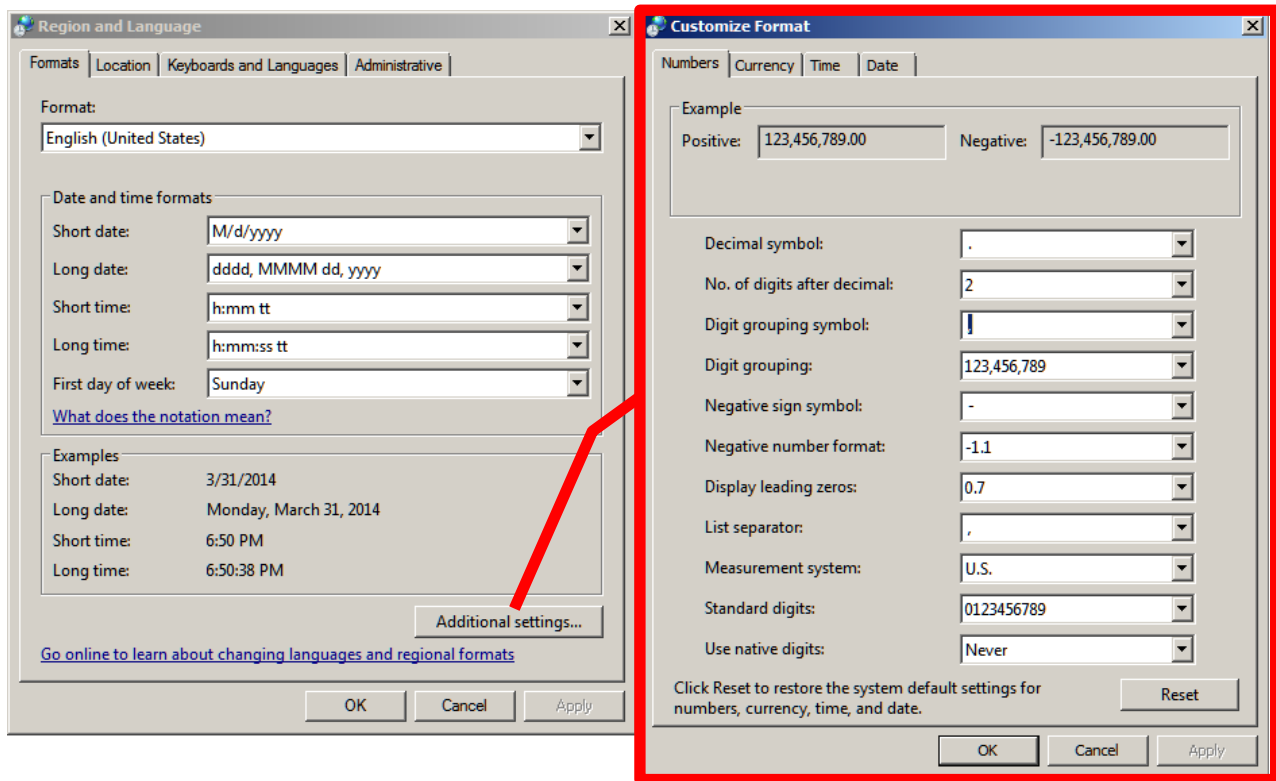 Region and Language
Formats Location Keyboards and Languages Administrative
Format:
English (United States)
Date and time formats
Short date: M/d/yyyy
Long date: dddd, MMMM dd, yyyy
Short time: h:mm tt
Long time: h:mm:ss tt
First day of week: Sunday
What does the notation mean?
Examples
Short date: 3/31/2014
Long date: Monday, March 31, 2014
Short time: 6:50 PM
Long time: 6:50:38 PM
Additional settings...
Go online to learn about changing languages and regional formats
OK Cancel Apply
Customize Format
Numbers Currency Time Date
Example
Positive: 123,456,789.00 Negative: -123,456,789.00
Decimal symbol: .
No. of digits after decimal: 2
Digit grouping symbol: ,
Digit grouping: 123,456,789
Negative sign symbol: -
Negative number format: -1.1
Display leading zeros: 0.7
List separator: ,
Measurement system: U.S.
Standard digits: 0123456789
Use native digits: Never
Click Reset to restore the system default settings for
numbers, currency, time, and date.
Reset
OK Cancel Apply